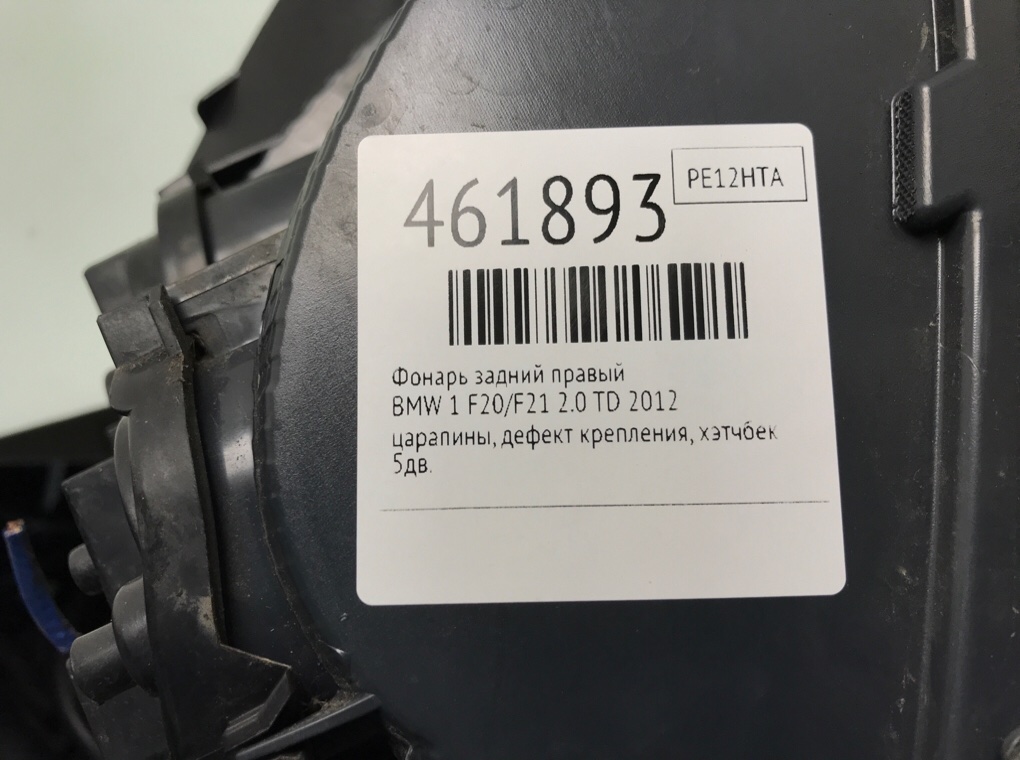 461893
PE12HTA
Фонарь задний правый
BMW 1 F20/F21 2.0 TD 2012
царапины, дефект крепления, хэтчбек
5дв.